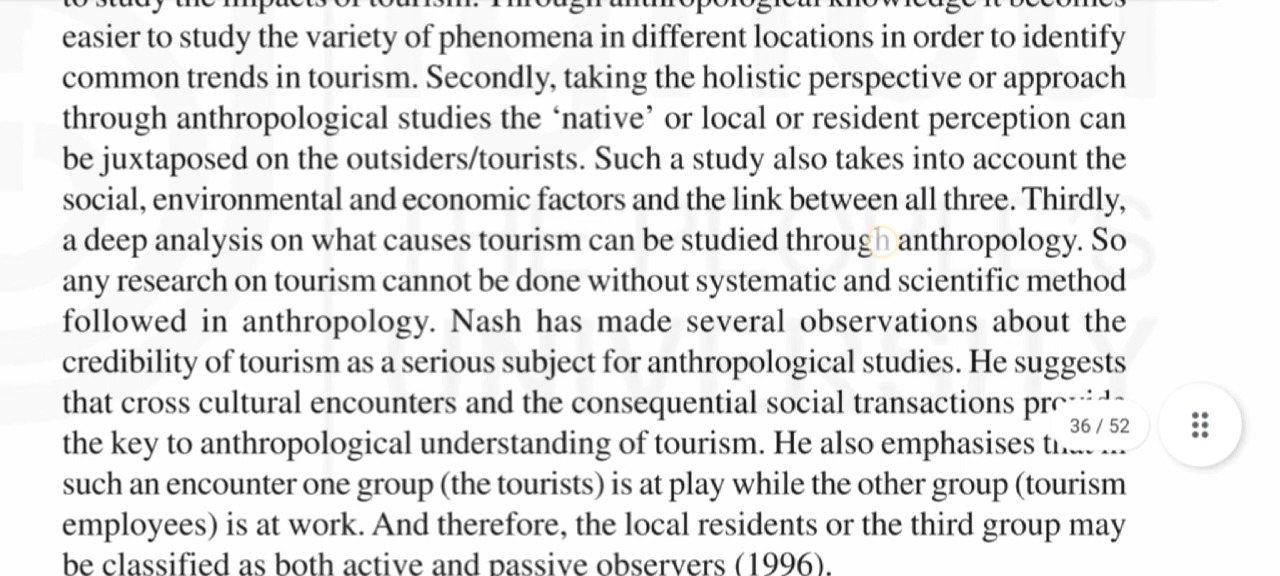 easier to study the variety of phenomena in different locations in order to identify
common trends in tourism. Secondly, taking the holistic perspective or approach
through anthropological studies the ‘native’ or local or resident perception can
be juxtaposed on the outsiders/tourists. Such a study also takes into account the
social, environmental and economic factors and the link between all three. Thirdly,
a deep analysis on what causes tourism can be studied through anthropology. So
any research on tourism cannot be done without systematic and scientific method
followed in anthropology. Nash has made several observations about the
credibility of tourism as a serious subject for anthropological studies. He suggests
that cross cultural encounters and the consequential social transactions
36 / 52
the key to anthropological understanding of tourism. He also emphasises
such an encounter one group (the tourists) is at play while the other group (tourism
employees) is at work. And therefore, the local residents or the third group may
be classified as both active and passive observers (1996).